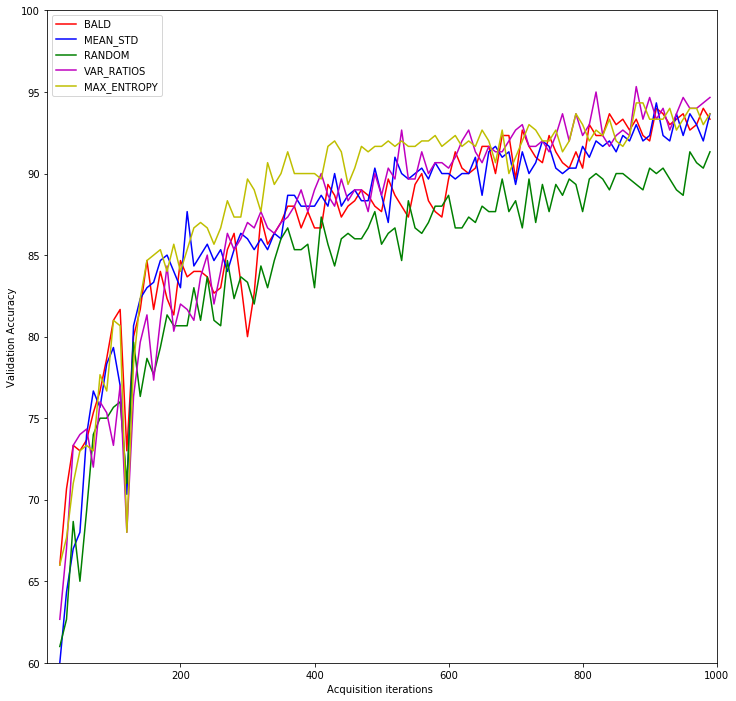 BALD
MEAN_STD
RANDOM
VAR_RATIOS
MAX_ENTROPY
100
95
90
85
80
75
70
65
60
Validation Accuracy
200 400 600 800 1000
Acquisition iterations